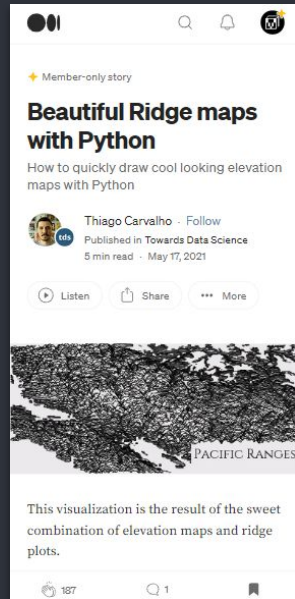 Member-only story
Beautiful Ridge maps
with Python
How to quickly draw cool looking elevation
maps with Python
Thiago Carvalho · Follow
tds
Published in Towards Data Science
5 min read · May 17, 2021
Listen
Share
More
PACIFIC RANGES
This visualization is the result of the sweet
combination of elevation maps and ridge
plots.
187
1